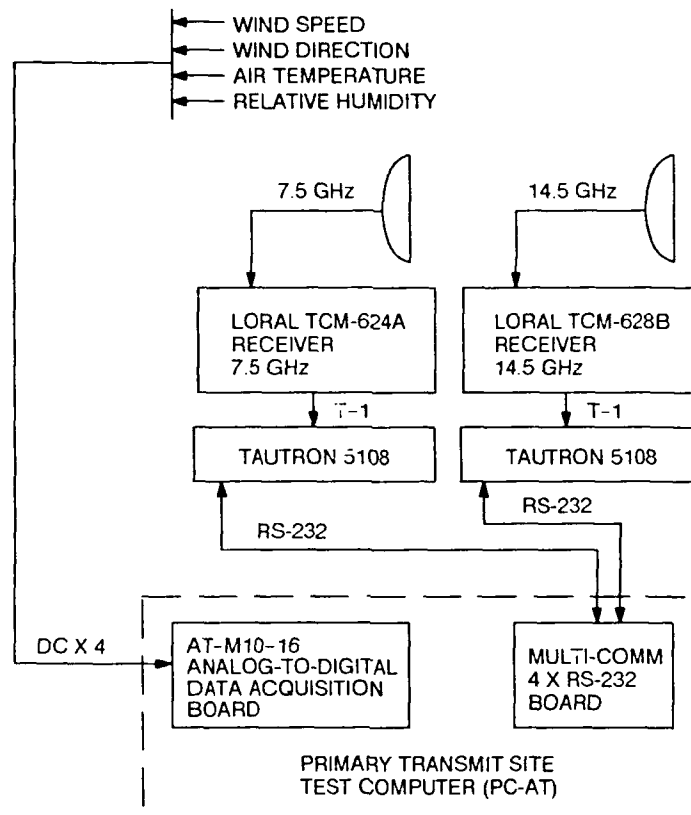 WIND SPEED
WIND DIRECTION
AIR TEMPERATURE
RELATIVE HUMIDITY
7.5 GHz
14.5 GHz
LORAL TCM-624A
RECEIVER
7.5 GHz
LORAL TCM-628B
RECEIVER
14.5 GHz
T-1
T-1
TAUTRON 5108
TAUTRON 5108
RS-232
RS-232
DC X 4
AT-M10-16
ANALOG-TO-DIGITAL
DATA ACQUISITION
BOARD
MULTI-COMM
4 X RS-232
BOARD
PRIMARY TRANSMIT SITE
TEST COMPUTER (PC-AT)